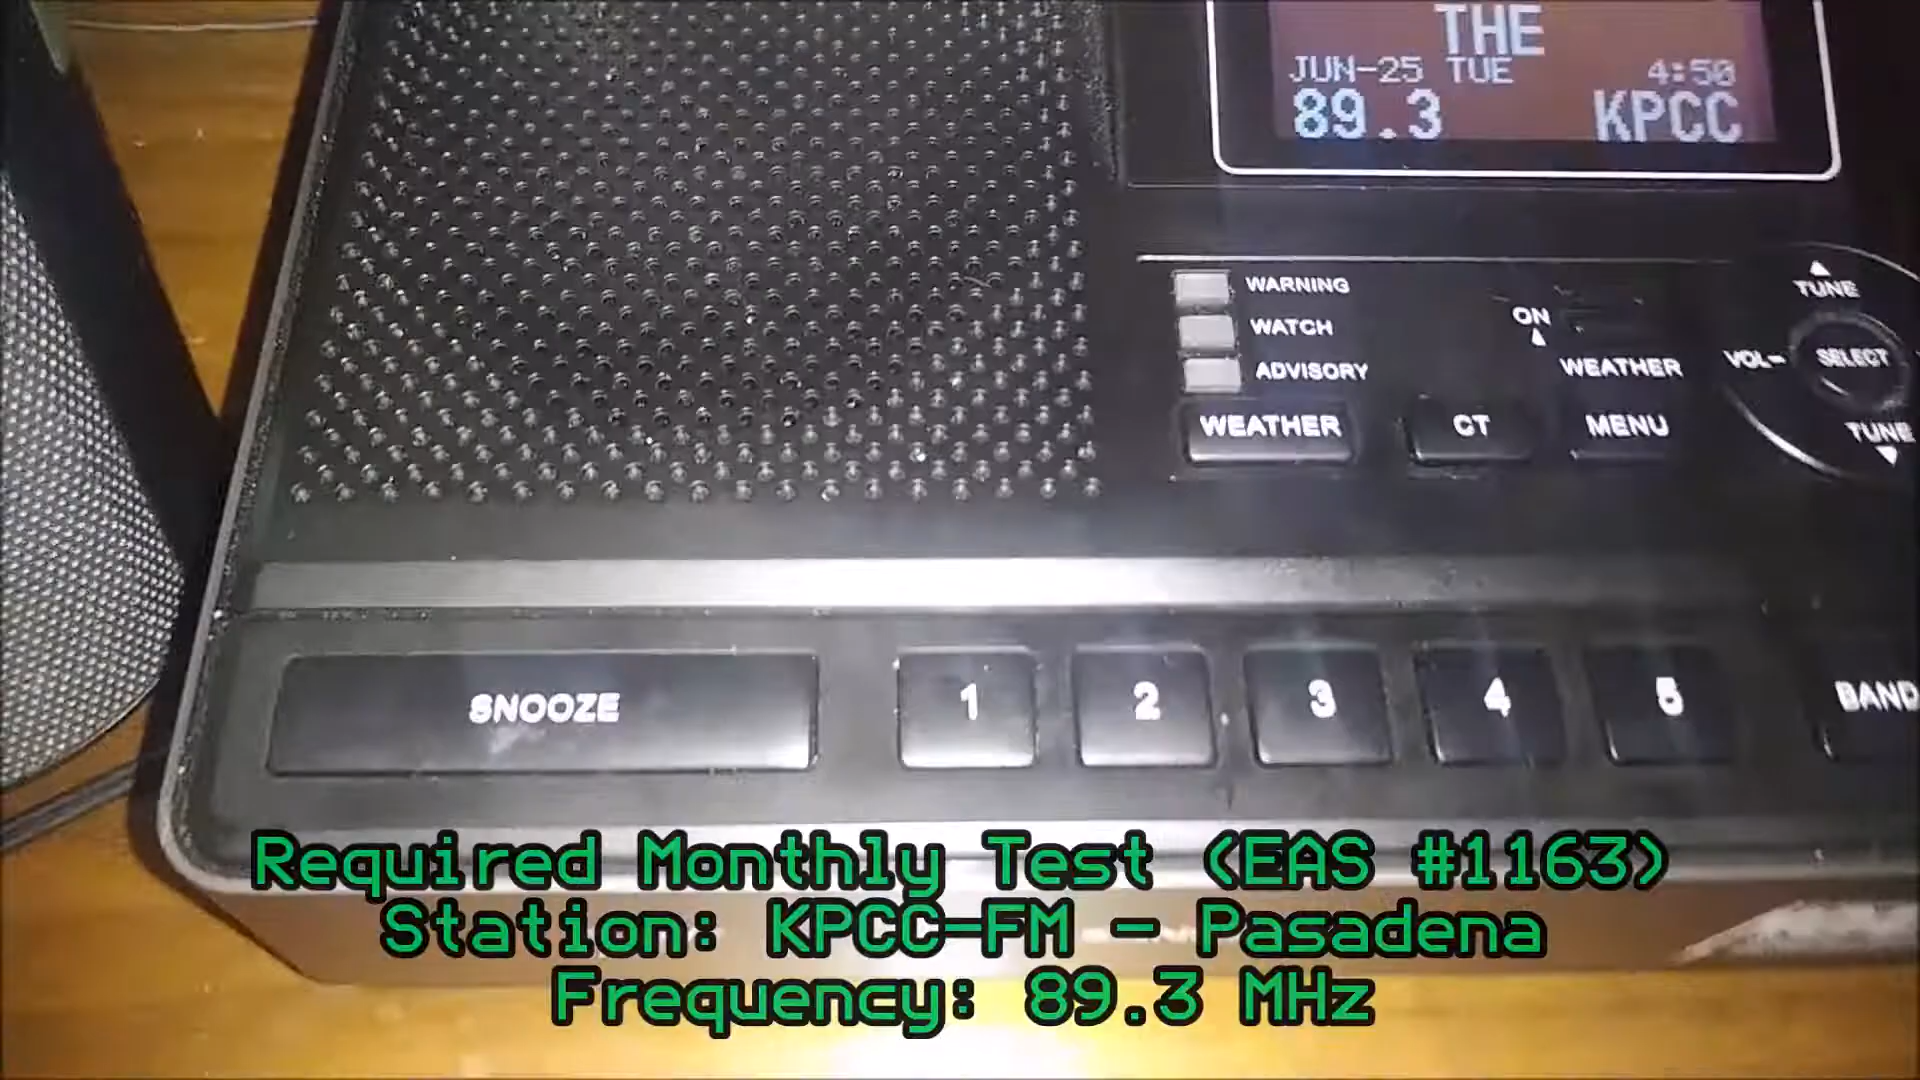 THE
JUN-25 TUE 4:50
89.3 KPCC
WARNING
WATCH
ADVISORY
ON
WEATHER
TUNE
VOL-
SELECT
TUNE
WEATHER
CT
MENU
SNOOZE
1
2
3
4
5
BAND
Required Monthly Test (EAS #1163)
Station: KPCC-FM - Pasadena
Frequency: 89.3 MHz